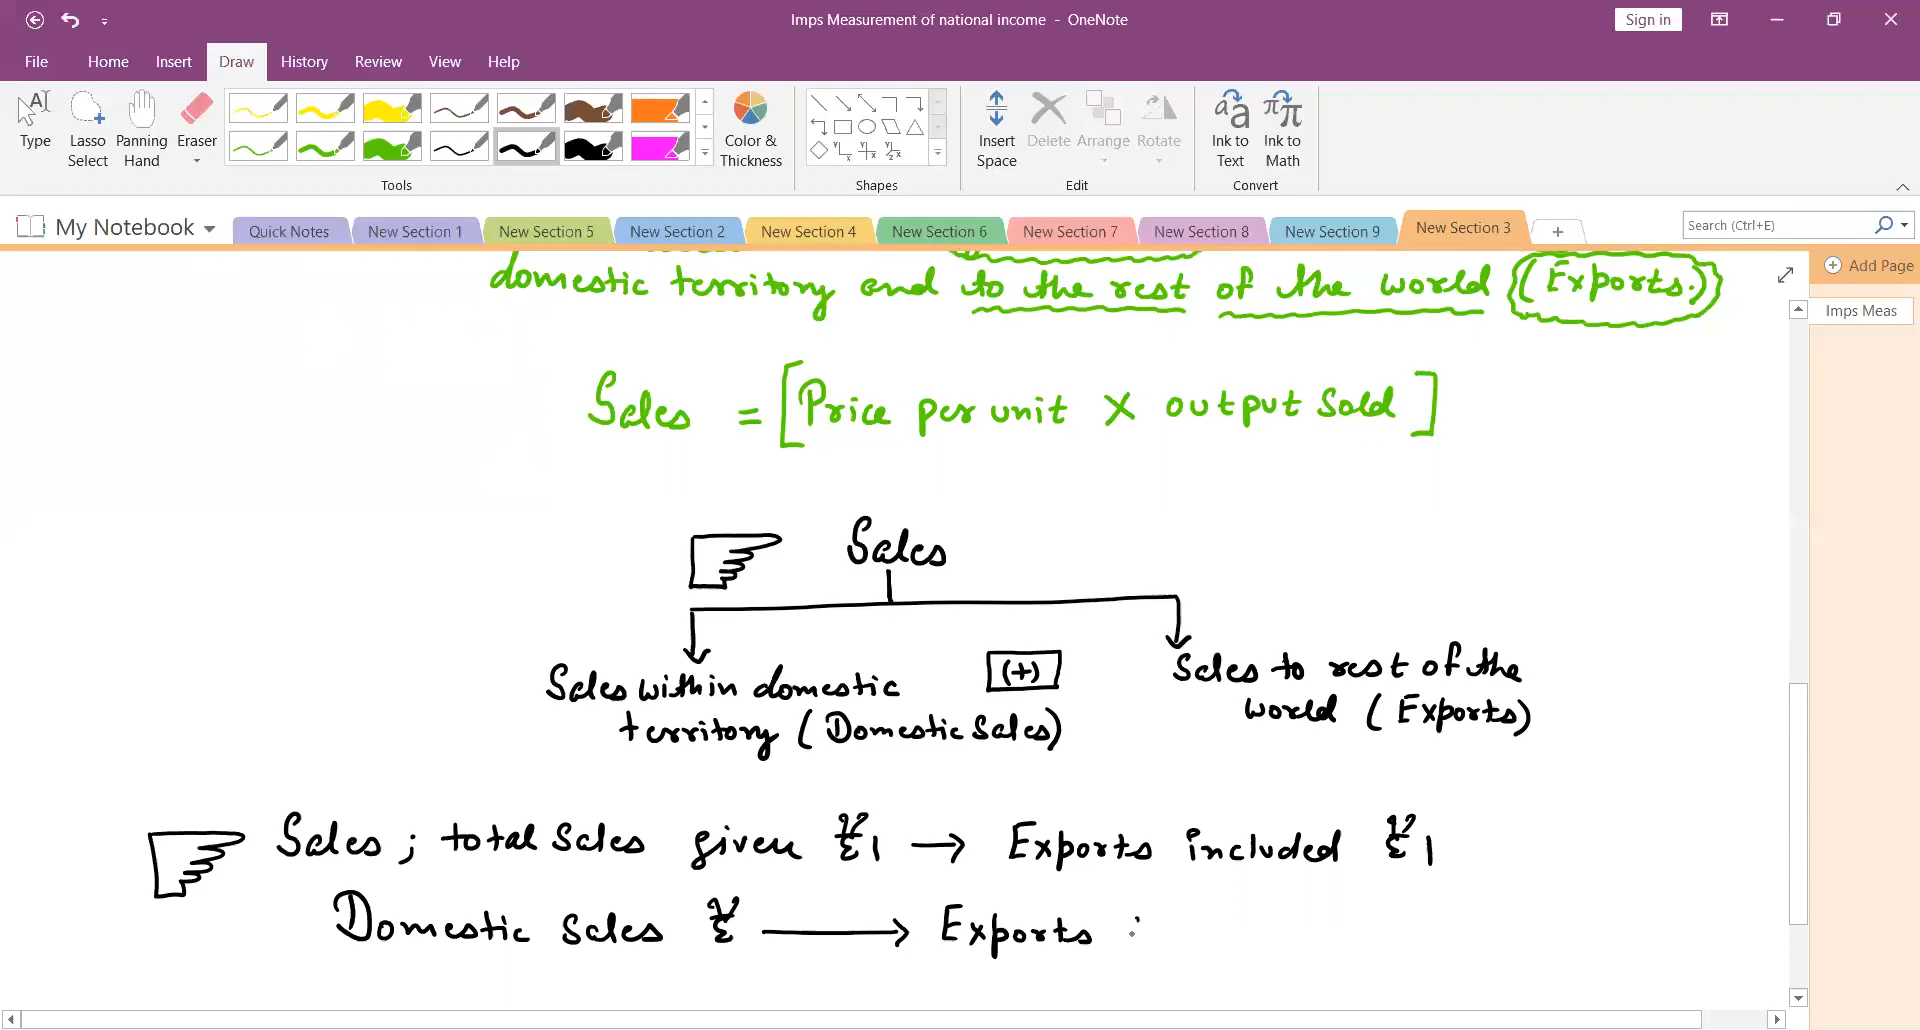 Imps Measurement of national income - OneNote
Sign in
File Home Insert Draw History Review View Help
Type Lasso Select Panning Hand Eraser Color & Thickness Insert Space Delete Arrange Rotate Ink to Text Ink to Math
Tools Shapes Edit Convert
My Notebook Quick Notes New Section 1 New Section 5 New Section 2 New Section 4 New Section 6 New Section 7 New Section 8 New Section 9 New Section 3 + Search (Ctrl+E)
Add Page
Imps Meas
domestic territory and to the rest of the world (Exports.)
Sales = [Price per unit X output Sold]
Sales
Sales within domestic (+) Sales to rest of the
territory (Domestic Sales) world (Exports)
Sales; total Sales given है। → Exports included है।
Domestic Sales है → Exports